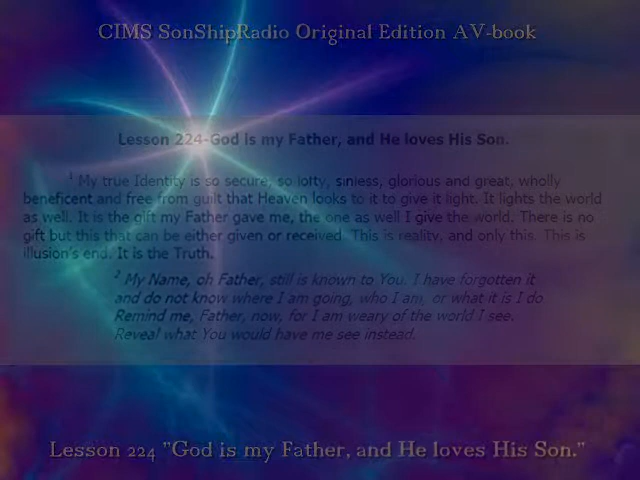 CIMS SonShipRadio Original Edition AV-book
Lesson 224-God is my Father, and He loves His Son.
1 My true Identity is so secure, so lofty, sinless, glorious and great, wholly
beneficent and free from guilt that Heaven looks to it to give it light. It lights the world
as well. It is the gift my Father gave me, the one as well I give the world. There is no
gift but this that can be either given or received. This is reality, and only this. This is
illusion's end. It is the Truth.
2 My Name, oh Father, still is known to You. I have forgotten it
and do not know where I am going, who I am, or what it is I do.
Remind me, Father, now, for I am weary of the world I see.
Reveal what You would have me see instead.
Lesson 224 "God is my Father, and He loves His Son."